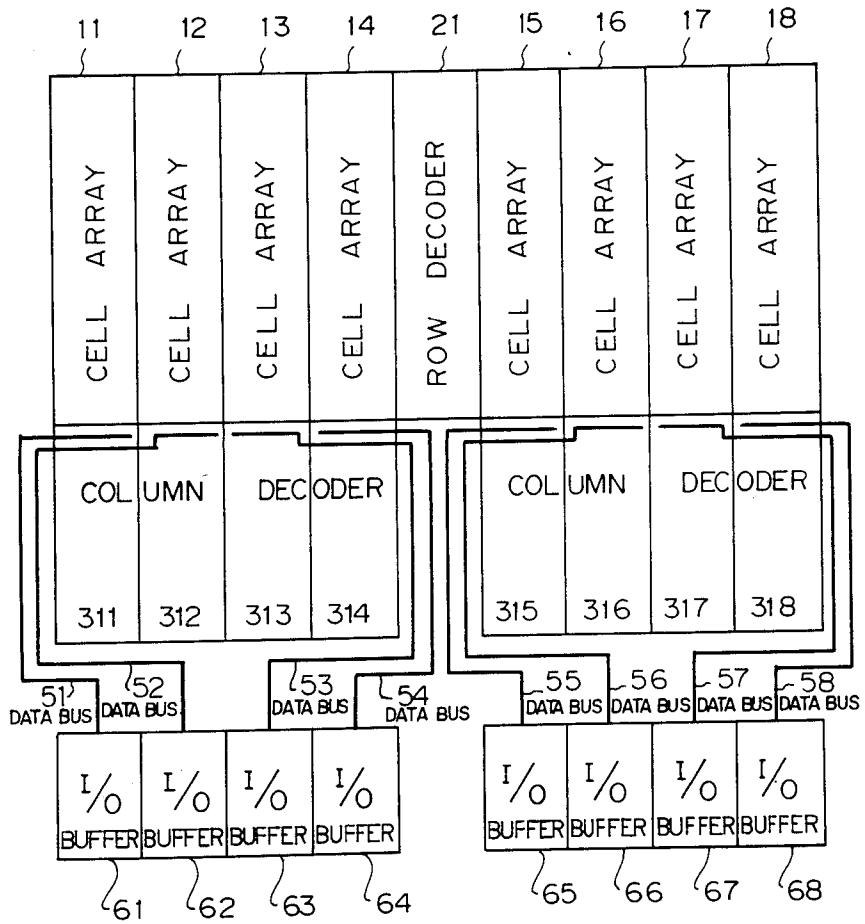 11 12 13 14 21 15 16 17 18
CELL ARRAY
CELL ARRAY
CELL ARRAY
CELL ARRAY
ROW DECODER
CELL ARRAY
CELL ARRAY
CELL ARRAY
CELL ARRAY
COLUMN DECODER
COLUMN DECODER
311 312 313 314
315 316 317 318
51 DATA BUS
52 DATA BUS
53 DATA BUS
54 DATA BUS
55 DATA BUS
56 DATA BUS
57 DATA BUS
58 DATA BUS
I/O BUFFER
I/O BUFFER
I/O BUFFER
I/O BUFFER
I/O BUFFER
I/O BUFFER
I/O BUFFER
I/O BUFFER
61 62 63 64 65 66 67 68